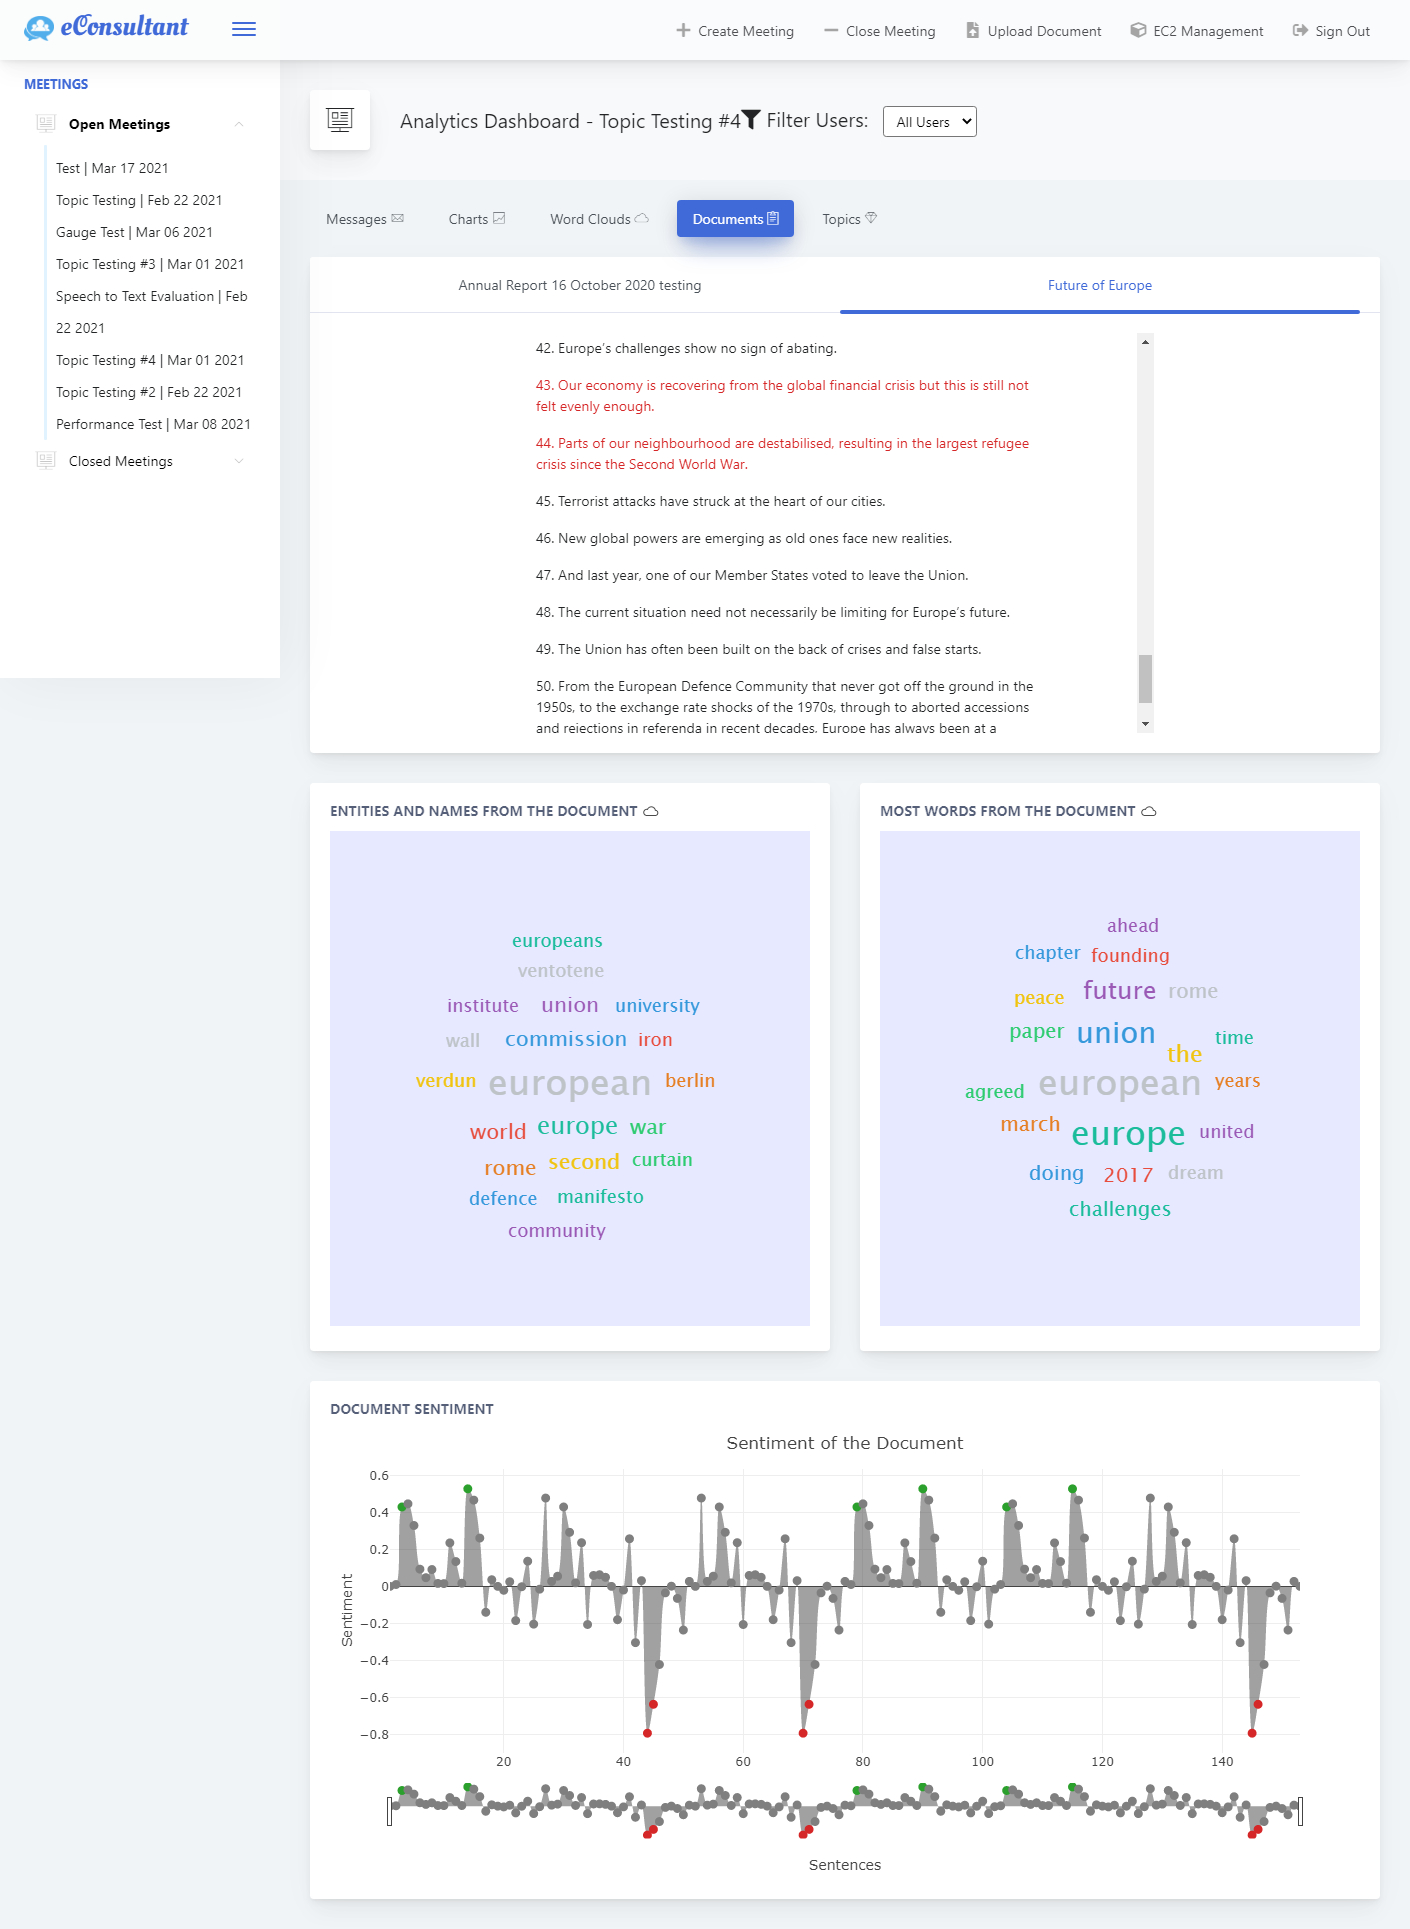 eConsultant
Create Meeting
Close Meeting
Upload Document
EC2 Management
Sign Out
MEETINGS
Open Meetings
Test | Mar 17 2021
Topic Testing | Feb 22 2021
Gauge Test | Mar 06 2021
Topic Testing #3 | Mar 01 2021
Speech to Text Evaluation | Feb
22 2021
Topic Testing #4 | Mar 01 2021
Topic Testing #2 | Feb 22 2021
Performance Test | Mar 08 2021
Closed Meetings
Analytics Dashboard - Topic Testing #4 Filter Users: All Users
Messages
Charts
Word Clouds
Documents
Topics
Annual Report 16 October 2020 testing
Future of Europe
42. Europe’s challenges show no sign of abating.
43. Our economy is recovering from the global financial crisis but this is still not
felt evenly enough.
44. Parts of our neighbourhood are destabilised, resulting in the largest refugee
crisis since the Second World War.
45. Terrorist attacks have struck at the heart of our cities.
46. New global powers are emerging as old ones face new realities.
47. And last year, one of our Member States voted to leave the Union.
48. The current situation need not necessarily be limiting for Europe’s future.
49. The Union has often been built on the back of crises and false starts.
50. From the European Defence Community that never got off the ground in the
1950s, to the exchange rate shocks of the 1970s, through to aborted accessions
and rejections in referenda in recent decades, Europe has always been at a
ENTITIES AND NAMES FROM THE DOCUMENT
europeans
ventotene
institute union university
wall commission iron
verdun european berlin
world europe war
rome second curtain
defence manifesto
community
MOST WORDS FROM THE DOCUMENT
ahead
chapter founding
peace future rome
paper union time
the
agreed european years
march europe united
doing 2017 dream
challenges
DOCUMENT SENTIMENT
Sentiment of the Document
0.6
0.4
0.2
0
−0.2
−0.4
−0.6
−0.8
Sentiment
20 40 60 80 100 120 140
Sentences